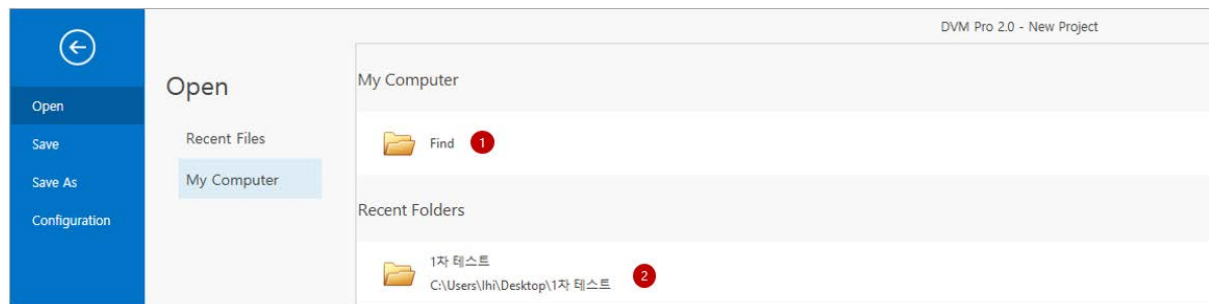 DVM Pro 2.0 - New Project
Open
Save
Save As
Configuration
Open
Recent Files
My Computer
My Computer
Find 1
Recent Folders
1차 테스트
C:\Users\lhi\Desktop\1차 테스트 2